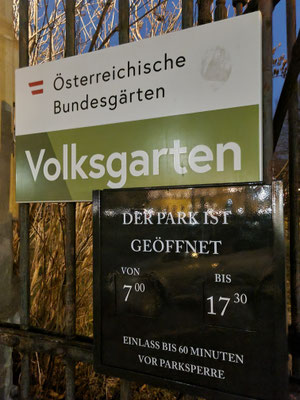 Österreichische
Bundesgärten
Volksgarten
DER PARK IST
GEÖFFNET
VON
BIS
7⁰⁰
17³⁰
EINLASS BIS 60 MINUTEN
VOR PARKSPERRE